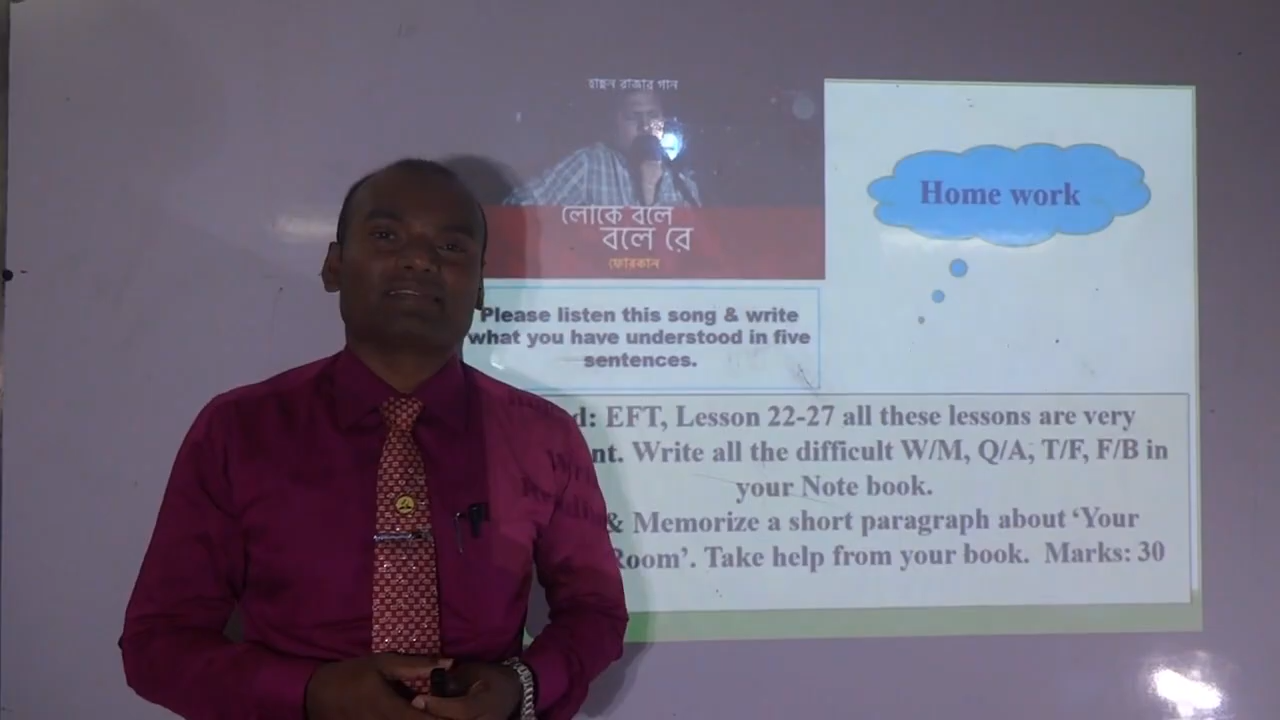 হাছন রাজার গান
লোকে বলে
বলে রে
ফোরকান
Home work
Please listen this song & write
what you have understood in five
sentences.
d: EFT, Lesson 22-27 all these lessons are very
nt. Write all the difficult W/M, Q/A, T/F, F/B in
your Note book.
& Memorize a short paragraph about ‘Your
Room’. Take help from your book. Marks: 30